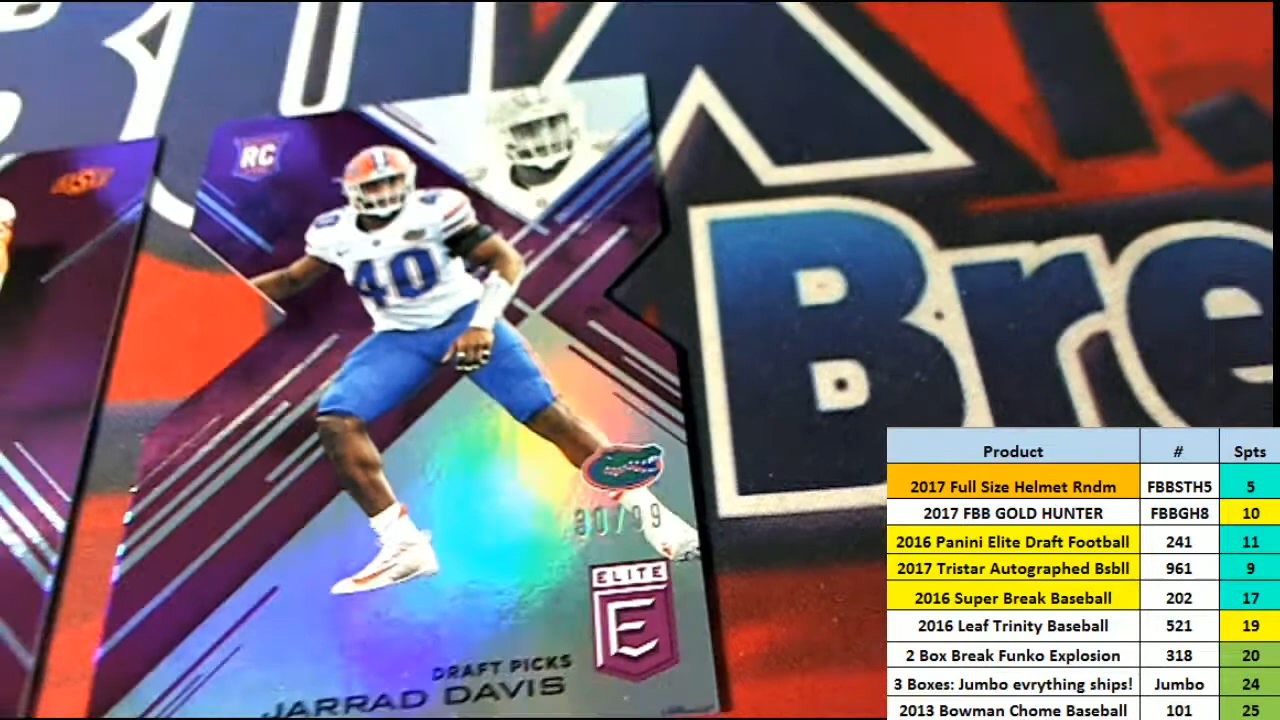 RC
ASU
40
40
30/99
ELITE
E
DRAFT PICKS
JARRAD DAVIS
Bre
Product # Spts
2017 Full Size Helmet Rndm FBBSTH5 5
2017 FBB GOLD HUNTER FBBGH8 10
2016 Panini Elite Draft Football 241 11
2017 Tristar Autographed Bsbll 961 9
2016 Super Break Baseball 202 17
2016 Leaf Trinity Baseball 521 19
2 Box Break Funko Explosion 318 20
3 Boxes: Jumbo evrything ships! Jumbo 24
2013 Bowman Chome Baseball 101 25